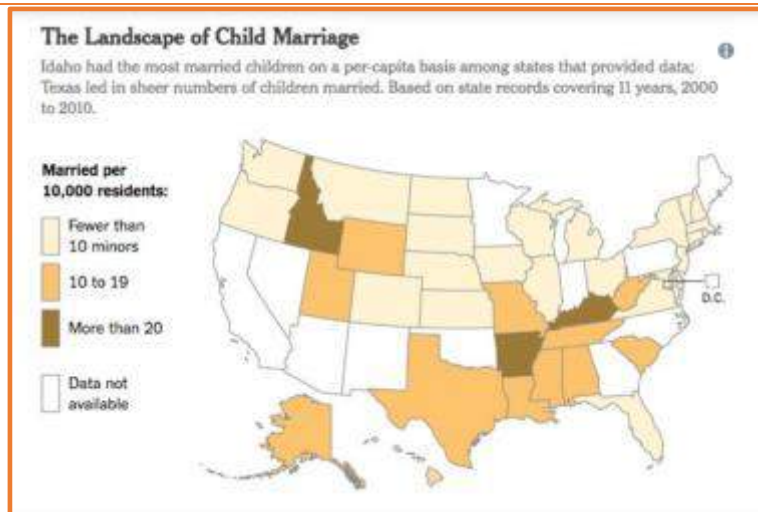 The Landscape of Child Marriage
Idaho had the most married children on a per-capita basis among states that provided data;
Texas led in sheer numbers of children married. Based on state records covering 11 years, 2000
to 2010.
Married per
10,000 residents:
Fewer than
10 minors
10 to 19
More than 20
Data not
available
D.C.